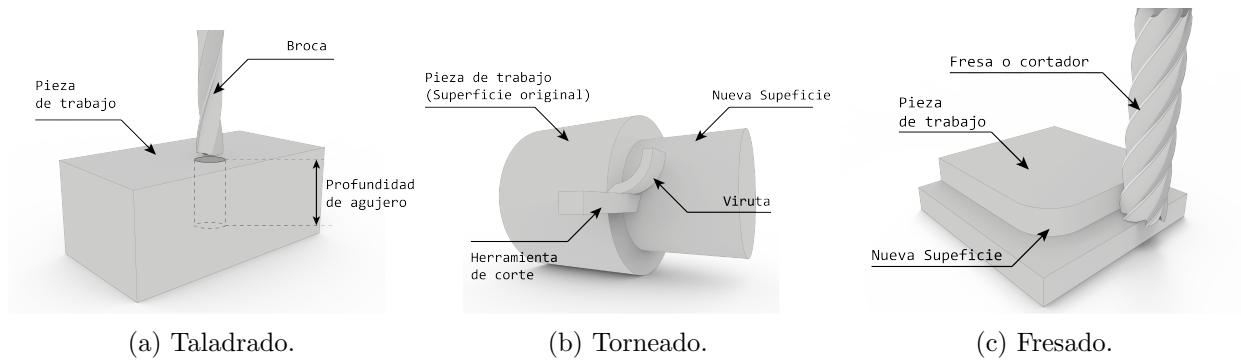 Broca
Pieza
de trabajo
Profundidad
de agujero
(a) Taladrado.
Pieza de trabajo
(Superficie original)
Nueva Supeficie
Viruta
Herramienta
de corte
(b) Torneado.
Fresa o cortador
Pieza
de trabajo
Nueva Supeficie
(c) Fresado.